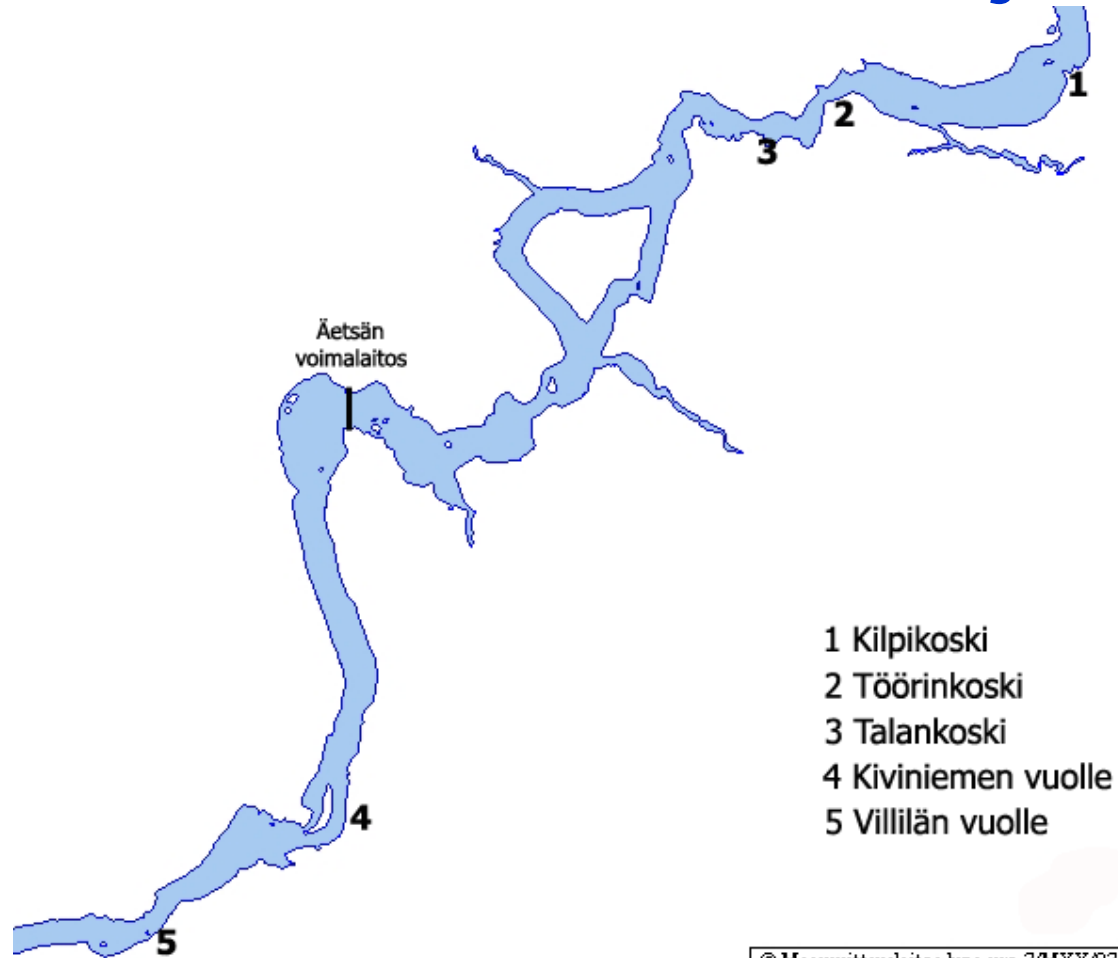 1
2
3
Äetsän
voimalaitos
1 Kilpikoski
2 Töörinkoski
3 Talankoski
4 Kiviniemen vuolle
5 Villilän vuolle
4
5